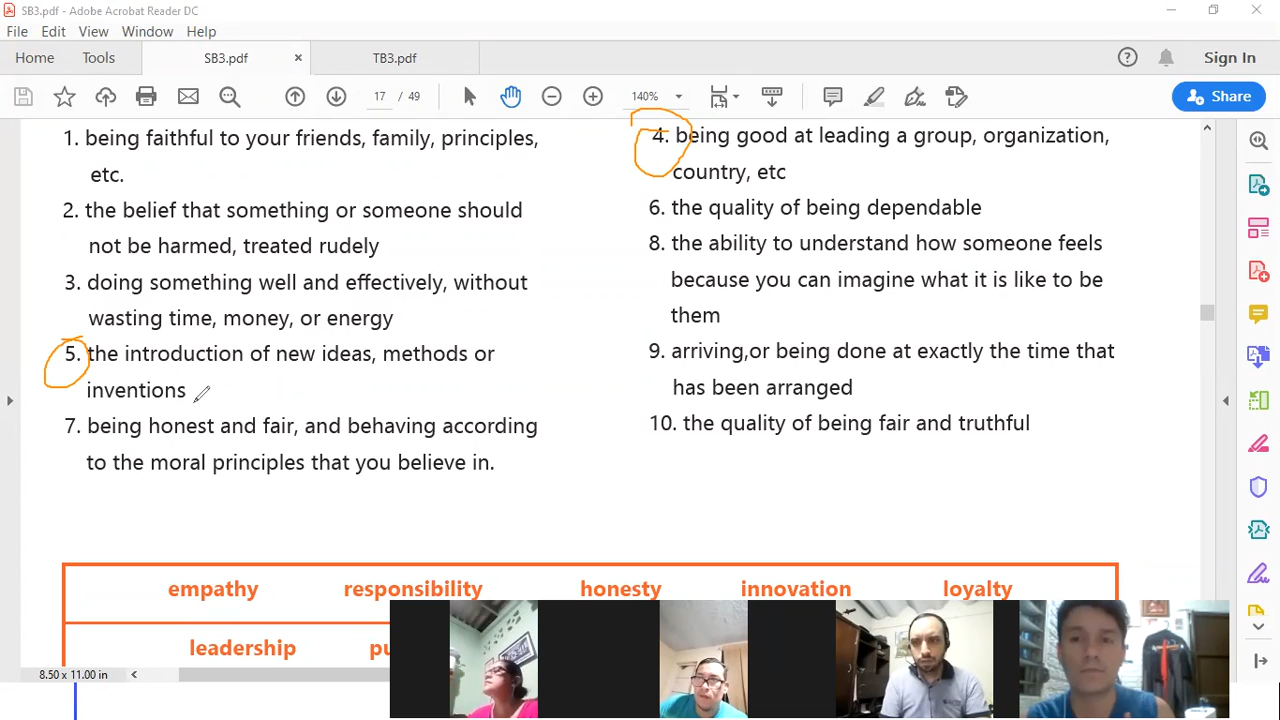 SB3.pdf - Adobe Acrobat Reader DC
File Edit View Window Help
Home Tools SB3.pdf × TB3.pdf Sign In
17 / 49 140% Share
1. being faithful to your friends, family, principles,
etc.
2. the belief that something or someone should
not be harmed, treated rudely
3. doing something well and effectively, without
wasting time, money, or energy
5. the introduction of new ideas, methods or
inventions
7. being honest and fair, and behaving according
to the moral principles that you believe in.
4. being good at leading a group, organization,
country, etc
6. the quality of being dependable
8. the ability to understand how someone feels
because you can imagine what it is like to be
them
9. arriving,or being done at exactly the time that
has been arranged
10. the quality of being fair and truthful
empathy responsibility honesty innovation loyalty
leadership pu
8.50 x 11.00 in